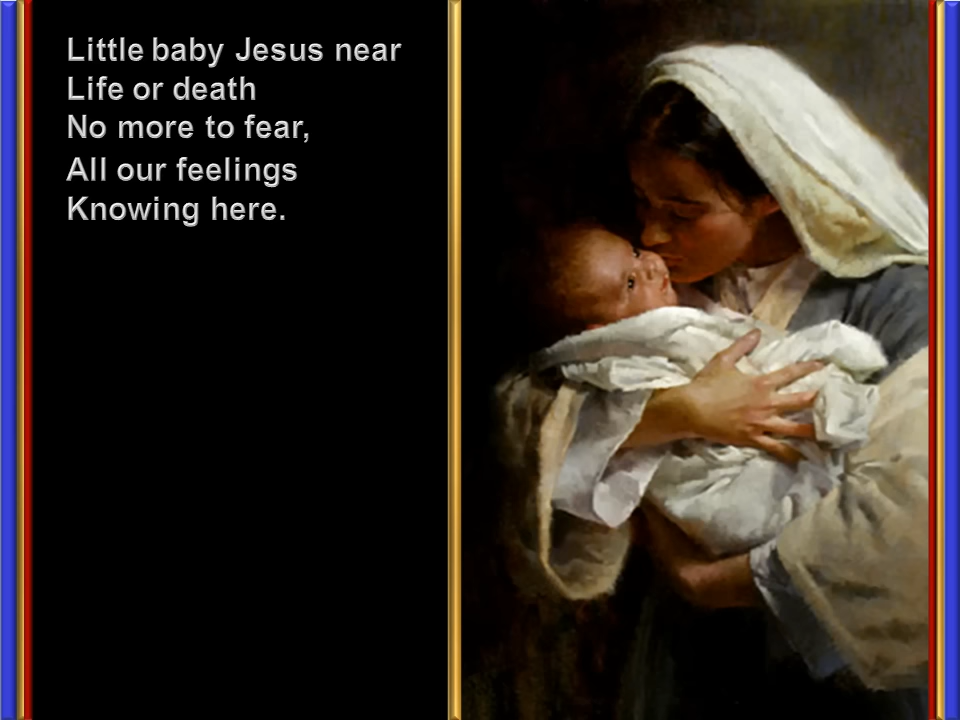 Little baby Jesus near
Life or death
No more to fear,
All our feelings
Knowing here.